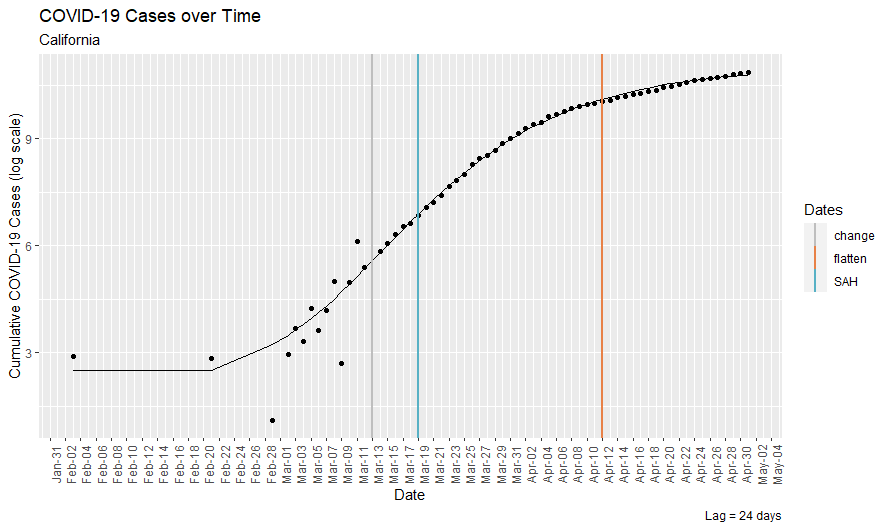 COVID-19 Cases over Time
California
Cumulative COVID-19 Cases (log scale)
9
6
3
Jan-31
Feb-02
Feb-04
Feb-06
Feb-08
Feb-10
Feb-12
Feb-14
Feb-16
Feb-18
Feb-20
Feb-22
Feb-24
Feb-26
Feb-28
Mar-01
Mar-03
Mar-05
Mar-07
Mar-09
Mar-11
Mar-13
Mar-15
Mar-17
Mar-19
Mar-21
Mar-23
Mar-25
Mar-27
Mar-29
Mar-31
Apr-02
Apr-04
Apr-06
Apr-08
Apr-10
Apr-12
Apr-14
Apr-16
Apr-18
Apr-20
Apr-22
Apr-24
Apr-26
Apr-28
Apr-30
May-02
May-04
Date
Dates
change
flatten
SAH
Lag = 24 days